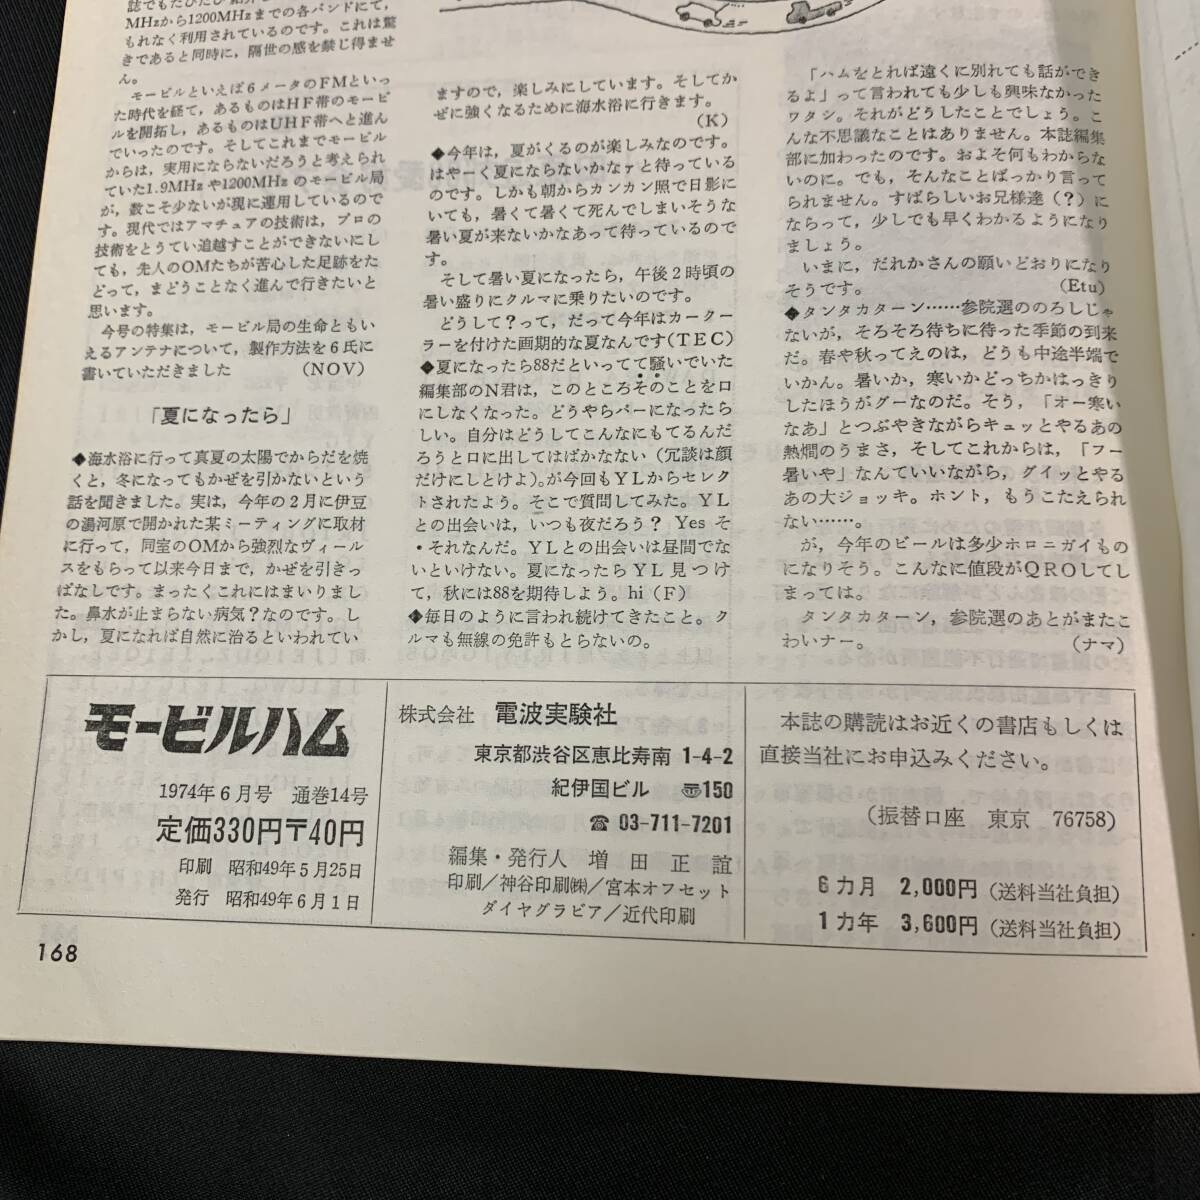 MHzから1200MHzまでの各バンドにて,
もれなく利用されているのです。これは驚
きであると同時に,隔世の感を禁じ得ませ
ん。
モービルといえば6メータのFMといっ
た時代を経て,あるものはHF帯のモービ
ルを開拓し,あるものはUHF帯へと進ん
でいったのです。そしてこれまでモービル
からは,実用にならないだろうと考えられ
ていた1.9MHzや1200MHzのモービル局
が,数こそ少ないが現に運用しているので
す。現代ではアマチュアの技術は,プロの
技術をとうてい追越すことができないにし
ても,先人のOMたちが苦心した足跡をた
どって,まどうことなく進んで行きたいと
思います。
今号の特集は,モービル局の生命ともい
えるアンテナについて,製作方法を6氏に
書いていただきました (NOV)
「夏になったら」
◆海水浴に行って真夏の太陽でからだを焼
くと,冬になってもかぜを引かないという
話を聞きました。実は,今年の2月に伊豆
の湯河原で開かれた某ミーティングに取材
に行って,同室のOMから強烈なヴィール
スをもらって以来今日まで,かぜを引きっ
ぱなしです。まったくこれにはまいりまし
た。鼻水が止まらない病気?なのです。し
かし,夏になれば自然に治るといわれてい
ますので,楽しみにしています。そしてか
ぜに強くなるために海水浴に行きます。
(K)
◆今年は,夏がくるのが楽しみなのです。
はやーく夏にならないかなァと待っている
のです。しかも朝からカンカン照で日影に
いても,暑くて暑くて死んでしまいそうな
暑い夏が来ないかなあって待っているので
す。
そして暑い夏になったら,午後2時頃の
暑い盛りにクルマに乗りたいのです。
どうして?って,だって今年はカークー
ラーを付けた画期的な夏なんです(TEC)
◆夏になったら88だといってて騒いでいた
編集部のN君は,このところそのことを口
にしなくなった。どうやらパーになったら
しい。自分はどうしてこんなにもてるんだ
ろうと口に出してはばかなない(冗談は顔
だけにしとけよ)。が今回もYLからセレク
トされたよう。そこで質問してみた。YL
との出会いは,いつも夜だろう? Yesそ
・それなんだ。YLとの出会いは昼間でな
いといけない。夏になったらYL見つけ
て,秋には88を期待しよう。hi(F)
◆毎日のように言われ続けてきたこと。ク
ルマも無線の免許もとらないの。
「ハムをとれば遠くに別れても話ができ
るよ」って言われても少しも興味なかった
ワタシ。それがどうしたことでしょう。こ
んな不思議なことはありません。本誌編集
部に加わったのです。およそ何もわからな
いのに。でも,そんなことばっかり言って
られません。すばらしいお兄様達(?)に
ならって,少しでも早くわかるようになり
ましょう。
いまに,だれかさんの願いどおりになり
そうです。 (Etu)
◆タンタカターン……参院選ののろしじゃ
ないが,そろそろ待ちに待った季節の到来
だ。春や秋ってえのは,どうも中途半端で
いかん。暑いか,寒いかどっちかはっきり
したほうがグーなのだ。そう,「オー寒い
なあ」とつぶやきながらキュッとやるあの
熱燗のうまさ,そしてこれからは,「フー
暑いや」なんていいながら,グイッとやる
あの大ジョッキ。ホント,もうこたえられ
ない……。
が,今年のビールは多少ホロニガイもの
になりそう。こんなに値段がQROしてし
まっては。
タンタカターン,参院選のあとがまたこ
わいナー。 (ナマ)
モービルハム
1974年6月号 通巻14号
定価330円〒40円
印刷 昭和49年5月25日
発行 昭和49年6月1日
株式会社 電波実験社
東京都渋谷区恵比寿南 1-4-2
紀伊国ビル 〠150
☎ 03-711-7201
編集・発行人 増田正誼
印刷/神谷印刷㈱/宮本オフセット
ダイヤグラビア/近代印刷
本誌の購読はお近くの書店もしくは
直接当社にお申込みください。
(振替口座 東京 76758)
6カ月 2,000円(送料当社負担)
1カ年 3,600円(送料当社負担)
168